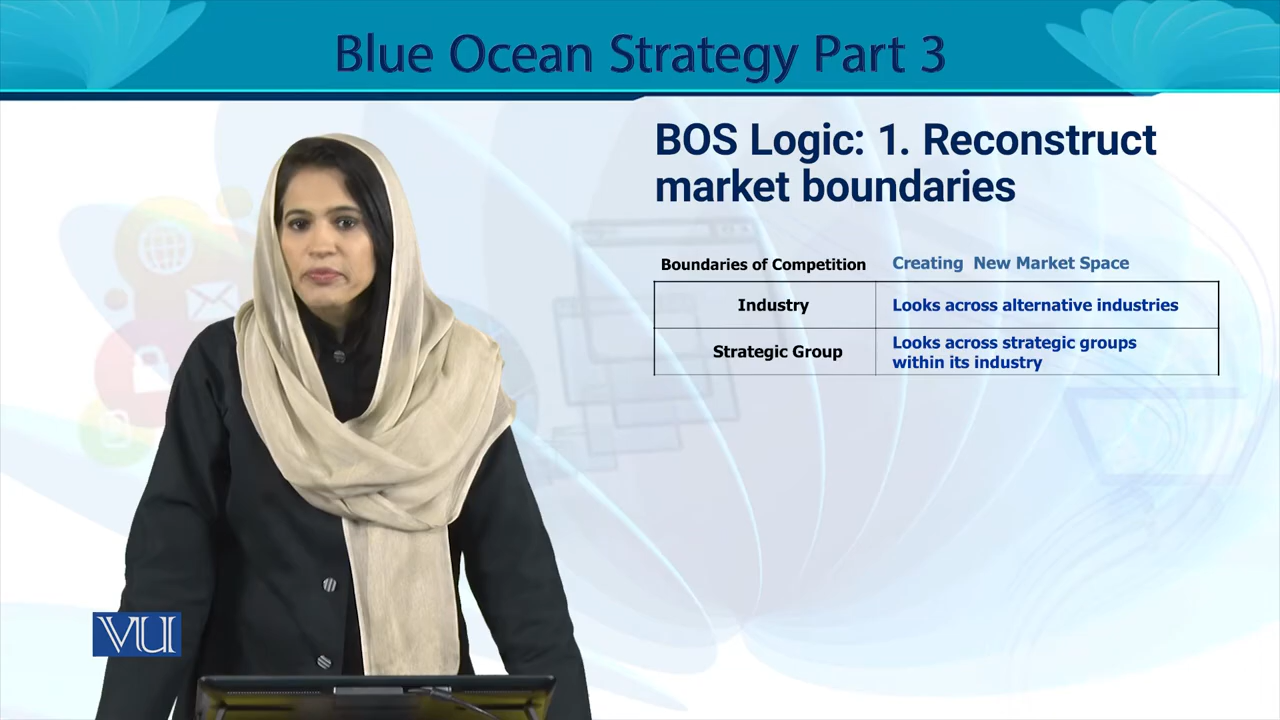 Blue Ocean Strategy Part 3
BOS Logic: 1. Reconstruct
market boundaries
Boundaries of Competition Creating New Market Space
Industry Looks across alternative industries
Strategic Group Looks across strategic groups
within its industry
VU